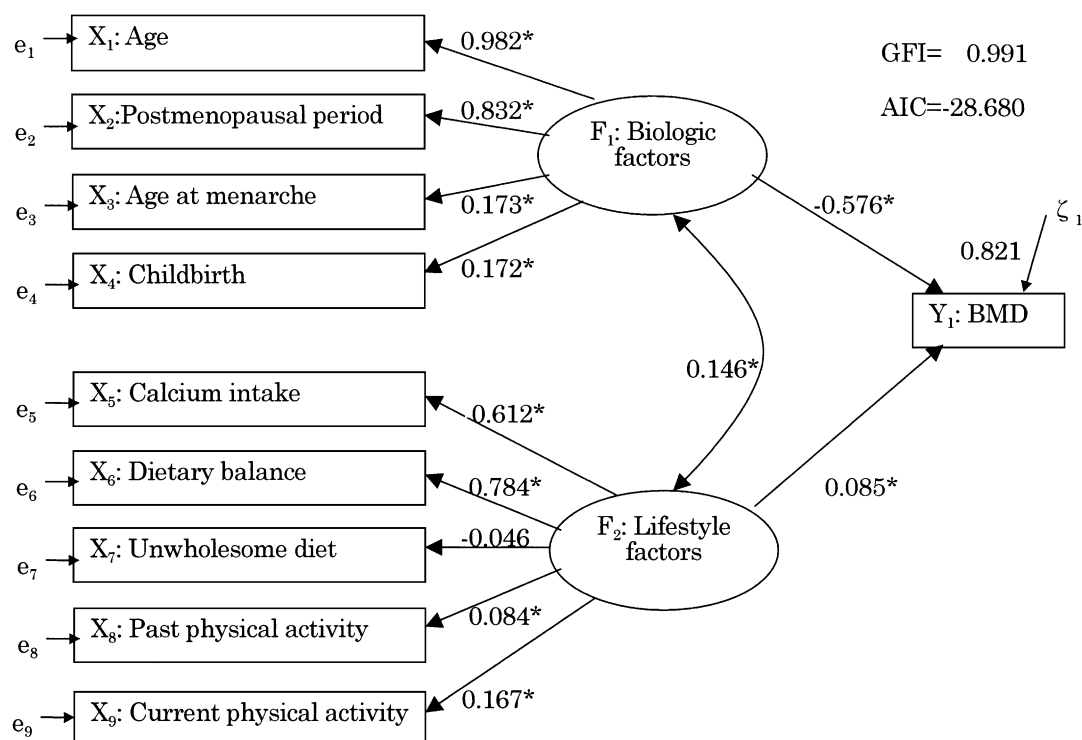 e1
X1: Age
0.982*
GFI= 0.991
e2
X2:Postmenopausal period
0.832*
AIC=-28.680
F1: Biologic
factors
e3
X3: Age at menarche
0.173*
-0.576*
ζ1
e4
X4: Childbirth
0.172*
0.821
Y1: BMD
0.146*
e5
X5: Calcium intake
0.612*
e6
X6: Dietary balance
0.784*
0.085*
F2: Lifestyle
factors
e7
X7: Unwholesome diet
-0.046
e8
X8: Past physical activity
0.084*
e9
X9: Current physical activity
0.167*